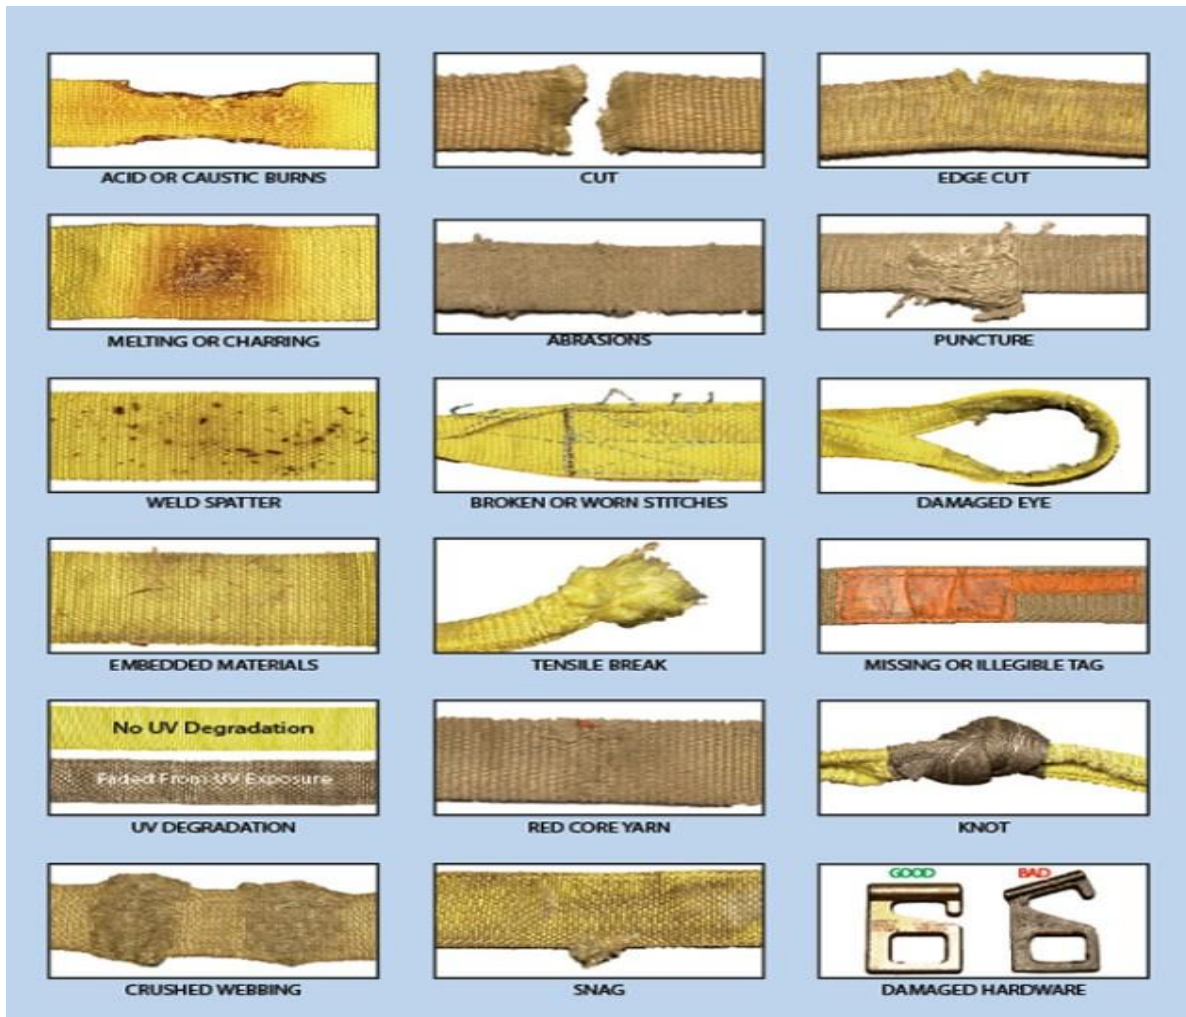 ACID OR CAUSTIC BURNS
CUT
EDGE CUT
MELTING OR CHARRING
ABRASIONS
PUNCTURE
WELD SPATTER
BROKEN OR WORN STITCHES
DAMAGED EYE
EMBEDDED MATERIALS
TENSILE BREAK
MISSING OR ILLEGIBLE TAG
No UV Degradation
Faded From UV Exposure
UV DEGRADATION
RED CORE YARN
KNOT
GOOD
BAD
CRUSHED WEBBING
SNAG
DAMAGED HARDWARE